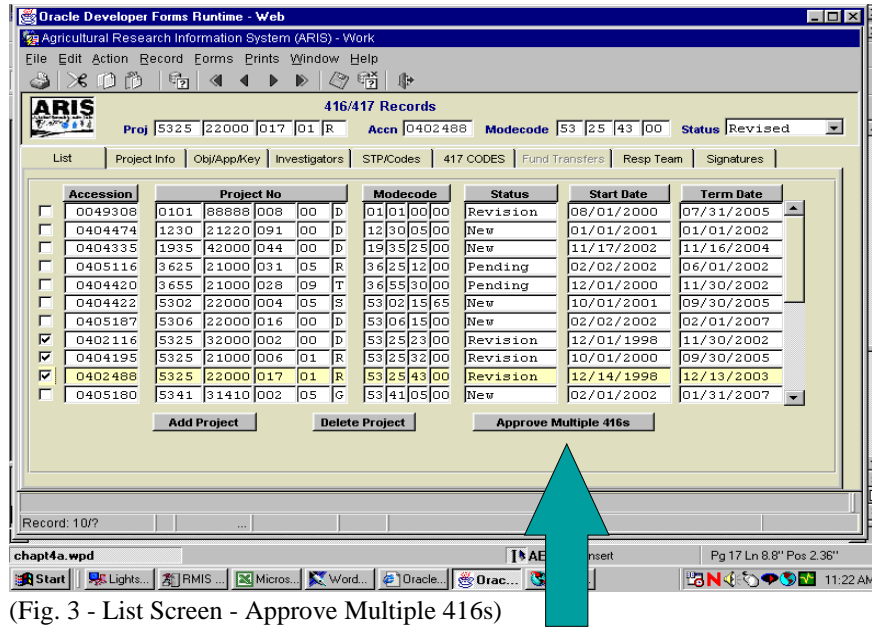 Oracle Developer Forms Runtime - Web
Agricultural Research Information System (ARIS) - Work
File Edit Action Record Forms Prints Window Help
ARIS
416/417 Records
Proj 5325 22000 017 01 R Accn 0402488 Modecode 53 25 43 00 Status Revised
List Project Info Obj/App/Key Investigators STP/Codes 417 CODES Fund Transfers Resp Team Signatures
Accession Project No Modecode Status Start Date Term Date
0049308 0101 88888 008 00 D 01 01 00 00 Revision 08/01/2000 07/31/2005
0404474 1230 21220 091 00 D 12 30 05 00 New 01/01/2001 01/01/2002
0404335 1935 42000 044 00 D 19 35 25 00 New 11/17/2002 11/16/2004
0405116 3625 21000 031 05 R 36 25 12 00 Pending 02/02/2002 06/01/2002
0404420 3655 21000 028 09 T 36 55 30 00 Pending 12/01/2000 11/30/2002
0404422 5302 22000 004 05 S 53 02 15 65 New 10/01/2001 09/30/2005
0405187 5306 22000 016 00 D 53 06 15 00 New 02/02/2002 02/01/2007
0402116 5325 32000 002 00 D 53 25 23 00 Revision 12/01/1998 11/30/2002
0404195 5325 21000 006 01 R 53 25 32 00 Revision 10/01/2000 09/30/2005
0402488 5325 22000 017 01 R 53 25 43 00 Revision 12/14/1998 12/13/2003
0405180 5341 31410 002 05 G 53 41 05 00 New 02/01/2002 01/31/2007
Add Project Delete Project Approve Multiple 416s
Record: 10/? ...
chapt4a.wpd AE nsert Pg 17 Ln 8.8" Pos 2.36"
Start Lights... RMIS ... Micros... Word... Oracle... Orac... 11:22 AM
(Fig. 3 - List Screen - Approve Multiple 416s)